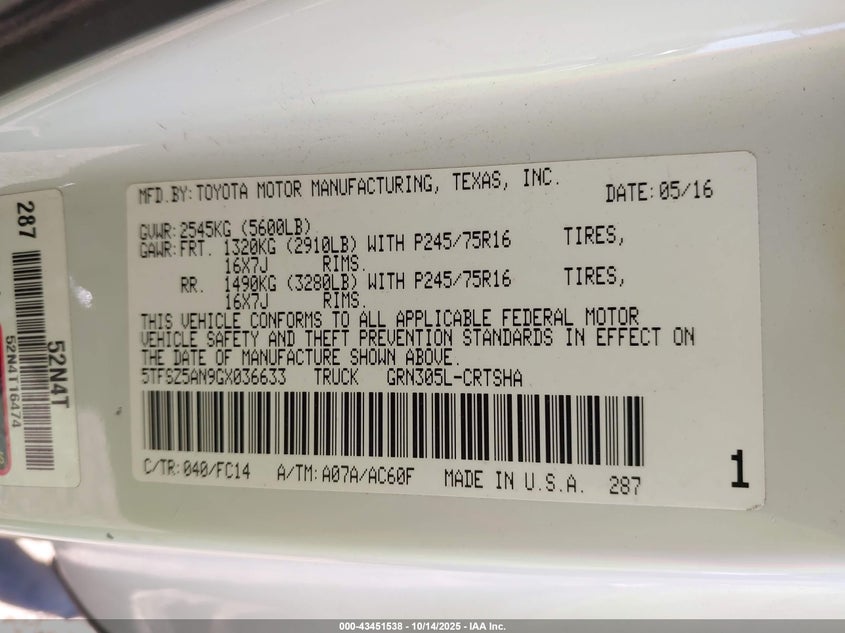 MFD.BY:TOYOTA MOTOR MANUFACTURING, TEXAS, INC. DATE:05/16
GVWR:2545KG (5600LB)
GAWR:FRT. 1320KG (2910LB) WITH P245/75R16 TIRES,
16X7J RIMS.
RR. 1490KG (3280LB) WITH P245/75R16 TIRES,
16X7J RIMS.
THIS VEHICLE CONFORMS TO ALL APPLICABLE FEDERAL MOTOR
VEHICLE SAFETY AND THEFT PREVENTION STANDARDS IN EFFECT ON
THE DATE OF MANUFACTURE SHOWN ABOVE.
5TFSZ5AN9GX036633 TRUCK GRN305L-CRTSHA
C/TR:040/FC14 A/TM:A07A/AC60F MADE IN U.S.A. 287
1
287
52N4T
52N4T16474
000-43451538 - 10/14/2025 - IAA Inc.